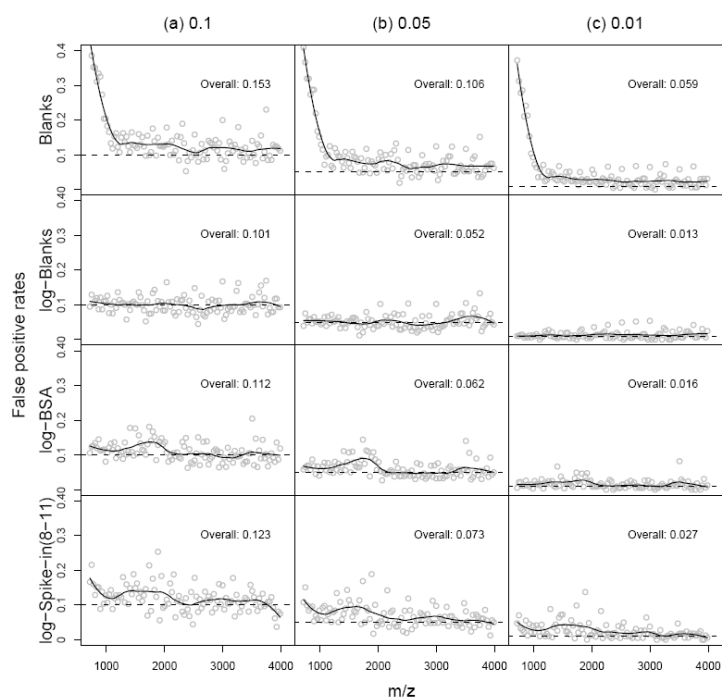 (a) 0.1
(b) 0.05
(c) 0.01
False positive rates
Blanks
0.4
0.3
0.2
0.1
Overall: 0.153
Overall: 0.106
Overall: 0.059
log−Blanks
0.40
0.3
0.2
0.1
Overall: 0.101
Overall: 0.052
Overall: 0.013
log−BSA
0.40
0.3
0.2
0.1
Overall: 0.112
Overall: 0.062
Overall: 0.016
log−Spike−in(8−11)
0.40
0.3
0.2
0.1
0
Overall: 0.123
Overall: 0.073
Overall: 0.027
1000 2000 3000 4000
1000 2000 3000 4000
1000 2000 3000 4000
m/z